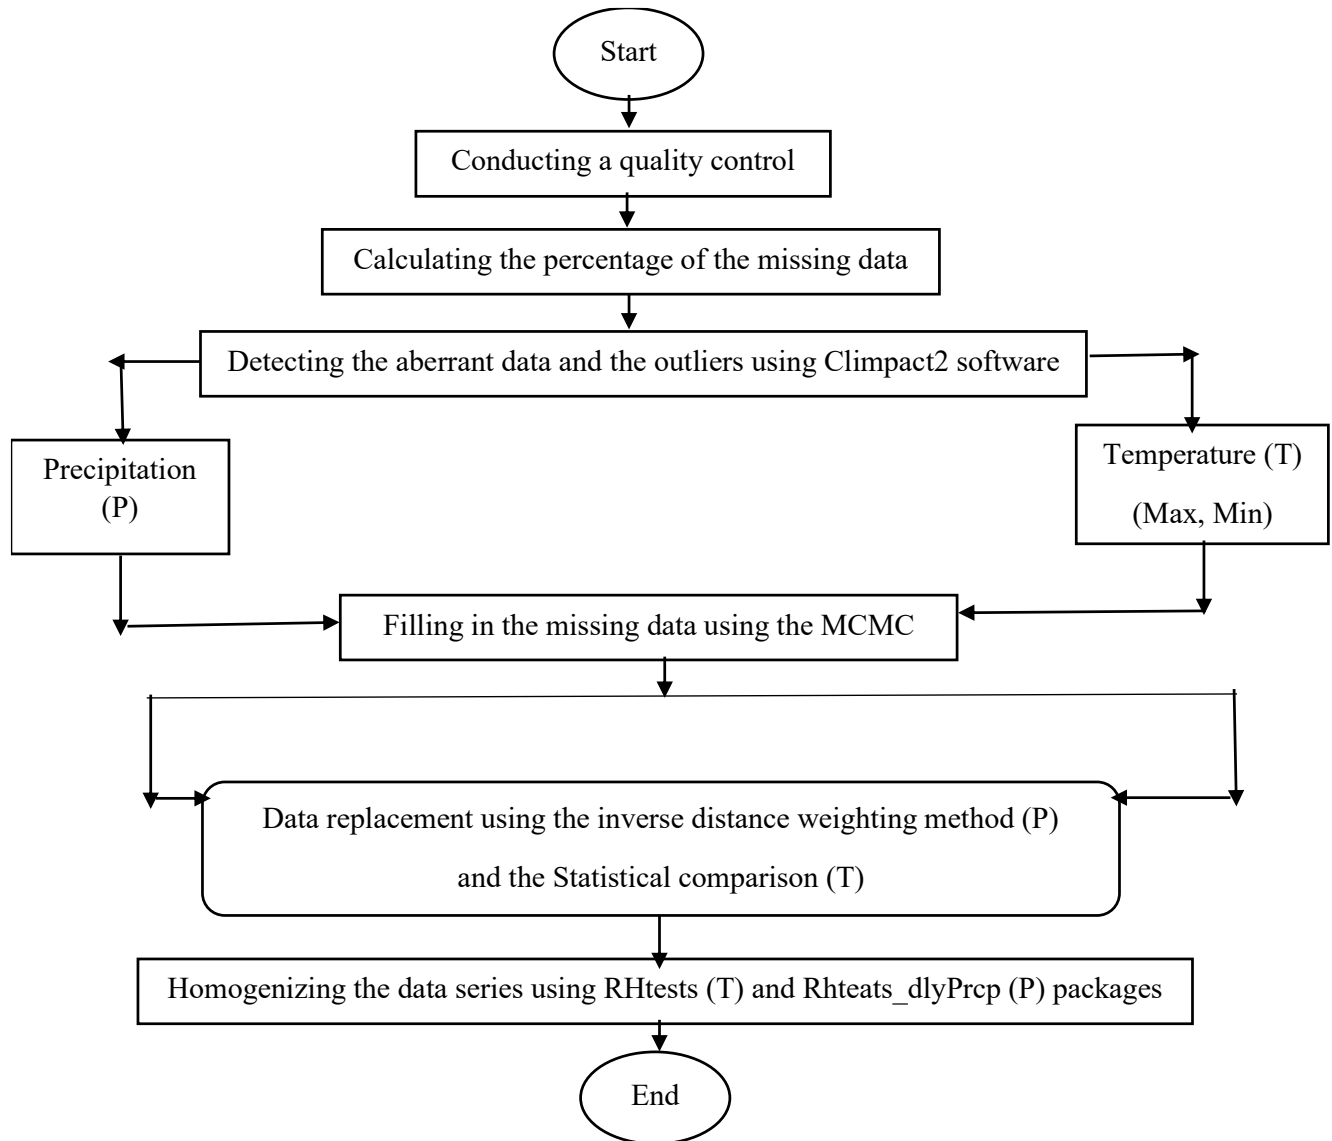 Start
Conducting a quality control
Calculating the percentage of the missing data
Detecting the aberrant data and the outliers using Climpact2 software
Precipitation
(P)
Temperature (T)
(Max, Min)
Filling in the missing data using the MCMC
Data replacement using the inverse distance weighting method (P)
and the Statistical comparison (T)
Homogenizing the data series using RHtests (T) and Rhteats_dlyPrcp (P) packages
End